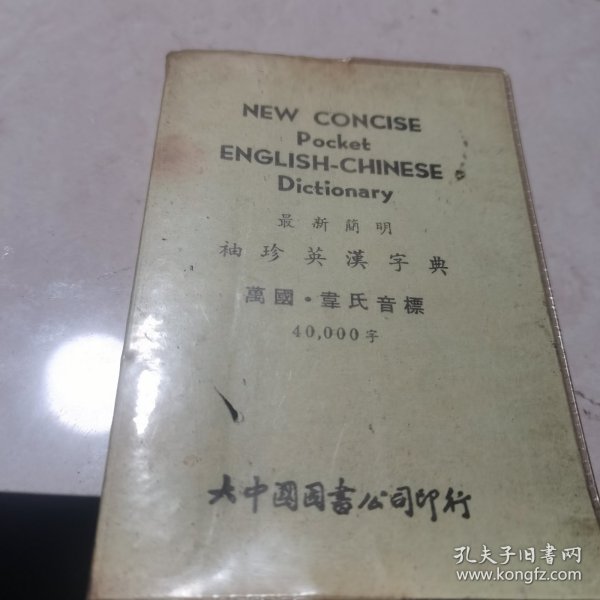 NEW CONCISE
Pocket
ENGLISH-CHINESE
Dictionary
最新簡明
袖珍英漢字典
萬國·韋氏音標
40,000字
大中國图書公司印行
孔夫子旧書网
www.kongfz.com